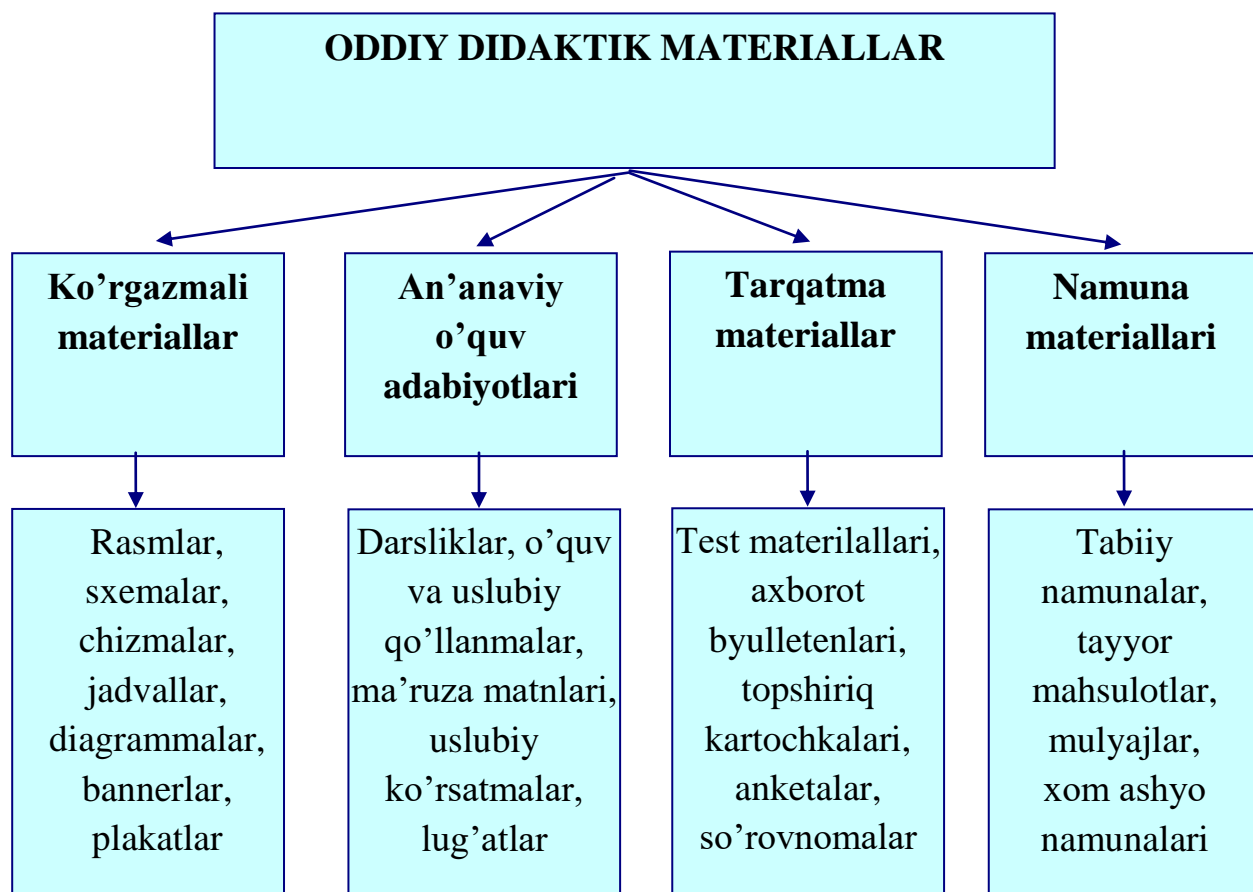 ODDIY DIDAKTIK MATERIALLAR
Ko’rgazmali
materiallar
An’anaviy
o’quv
adabiyotlari
Tarqatma
materiallar
Namuna
materiallari
Rasmlar,
sxemalar,
chizmalar,
jadvallar,
diagrammalar,
bannerlar,
plakatlar
Darsliklar, o’quv
va uslubiy
qo’llanmalar,
ma’ruza matnlari,
uslubiy
ko’rsatmalar,
lug’atlar
Test materilallari,
axborot
byulletenlari,
topshiriq
kartochkalari,
anketalar,
so’rovnomalar
Tabiiy
namunalar,
tayyor
mahsulotlar,
mulyajlar,
xom ashyo
namunalari